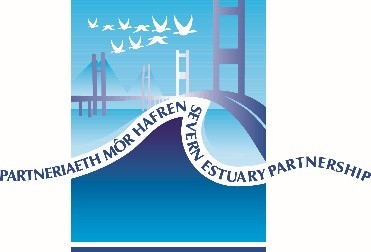 PARTNERIAETH MÔR HAFREN
SEVERN ESTUARY PARTNERSHIP